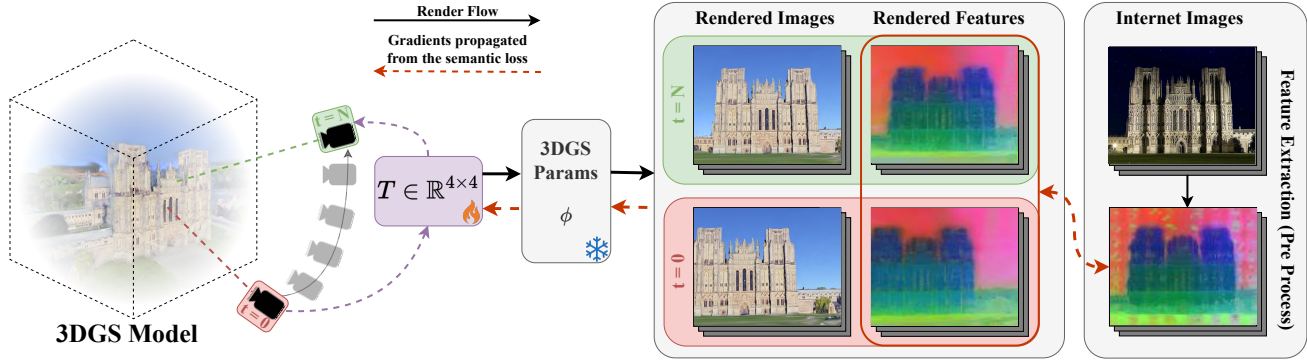 Render Flow
Gradients propagated
from the semantic loss
3DGS Model
t = N
t = 0
T ∈ ℝ^{4×4}
3DGS
Params
ϕ
Rendered Images
Rendered Features
t = N
t = 0
Internet Images
Feature Extraction (Pre Process)